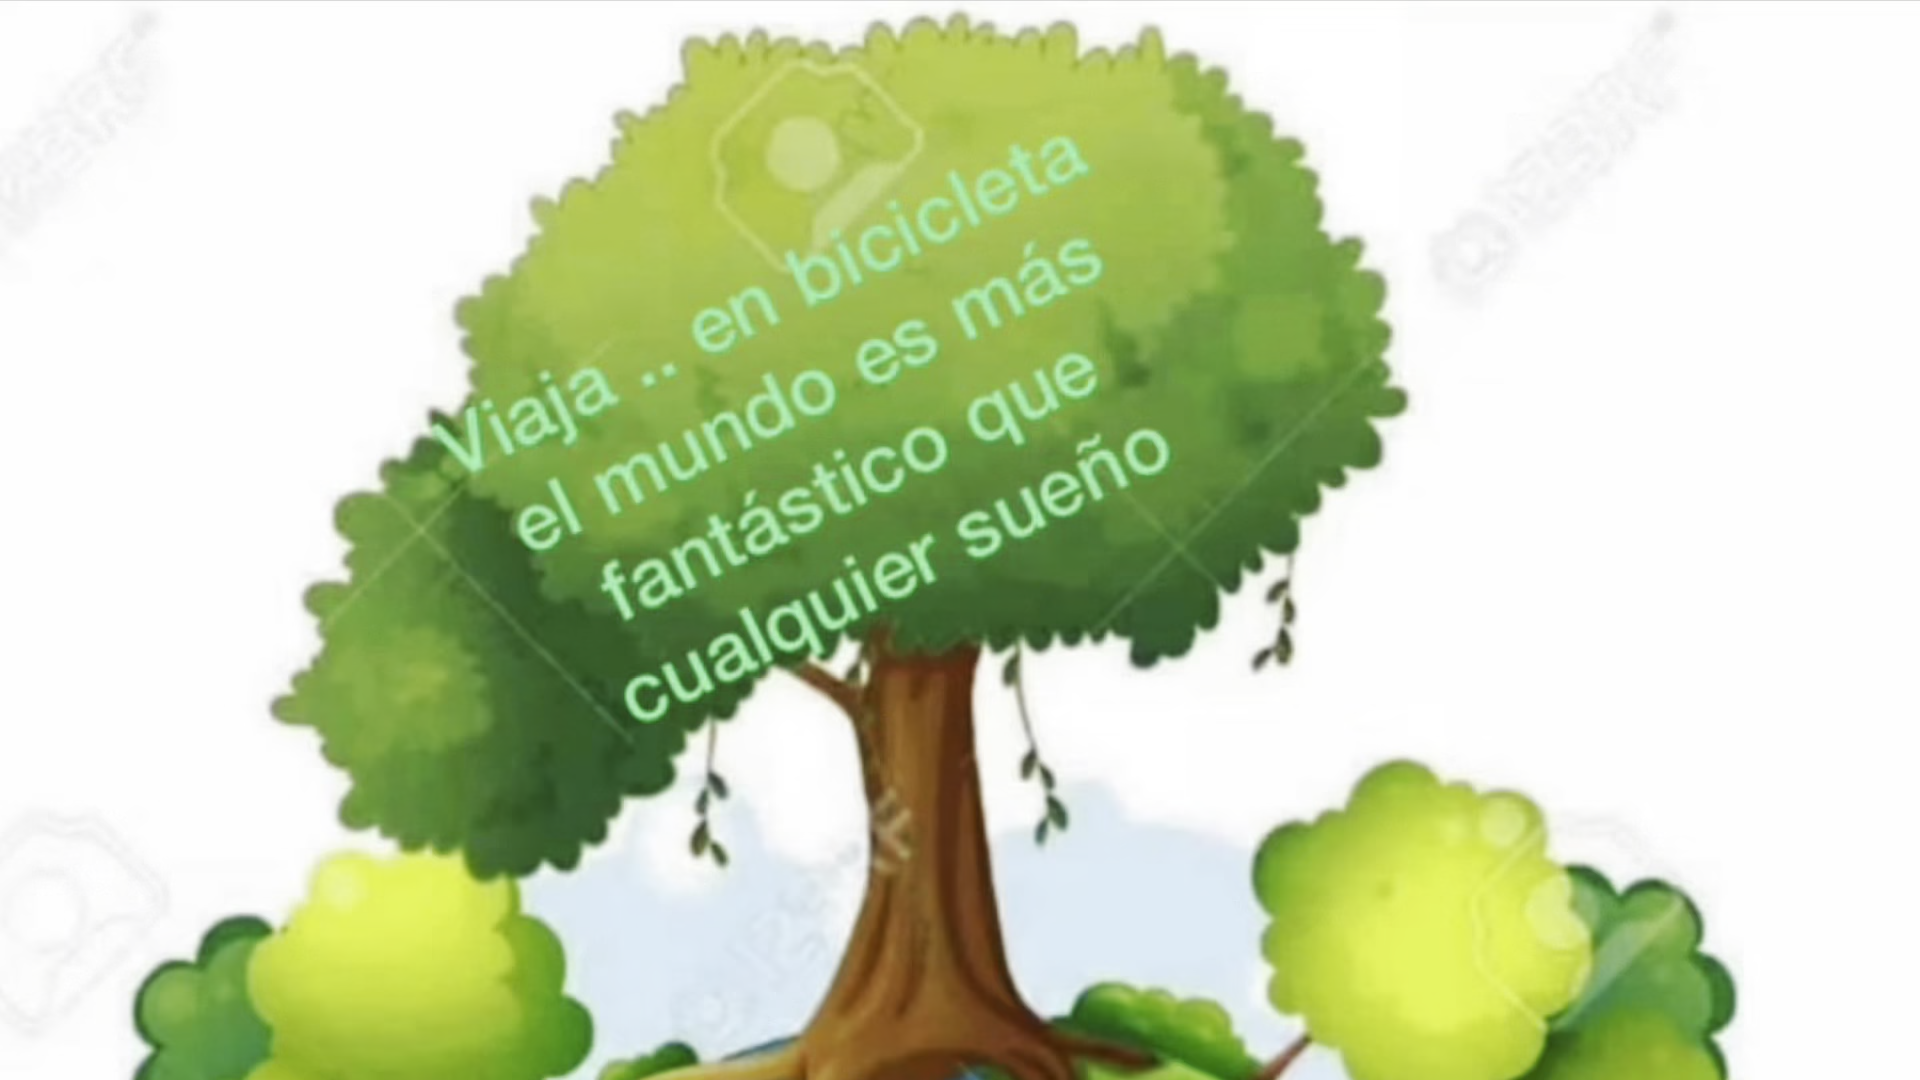 Viaja .. en bicicleta
el mundo es más
fantástico que
cualquier sueño